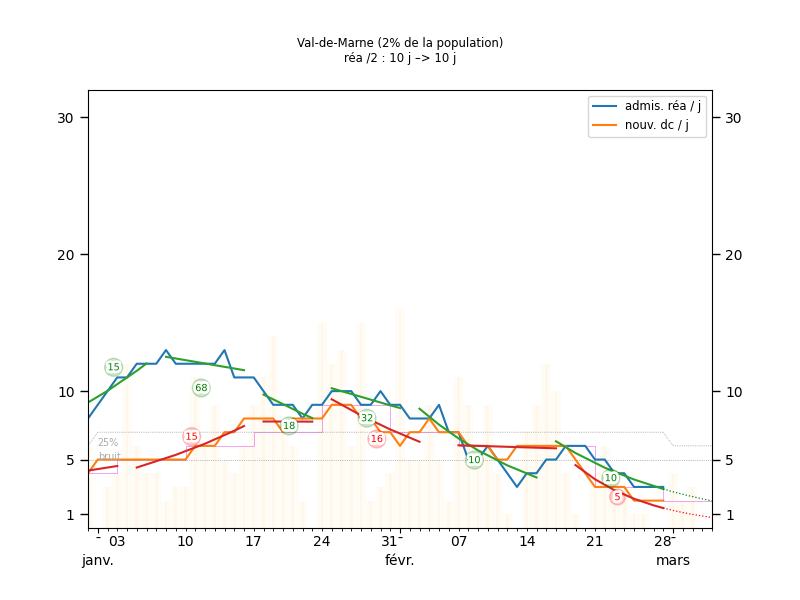 Val-de-Marne (2% de la population)
réa /2 : 10 j –> 10 j
admis. réa / j
nouv. dc / j
30 30
20 20
10 10
5 5
1 1
25%
bruit
15
68
15
18
32
16
10
10
5
03 10 17 24 31 07 14 21 28
janv. févr. mars